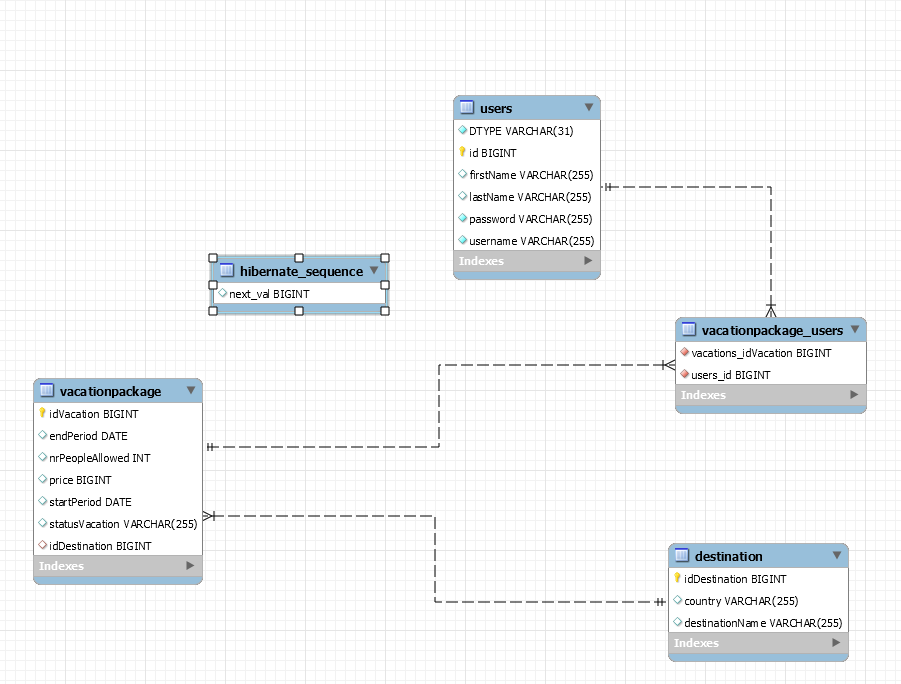 users
DTYPE VARCHAR(31)
id BIGINT
firstName VARCHAR(255)
lastName VARCHAR(255)
password VARCHAR(255)
username VARCHAR(255)
Indexes
hibernate_sequence
next_val BIGINT
vacationpackage_users
vacations_idVacation BIGINT
users_id BIGINT
Indexes
vacationpackage
idVacation BIGINT
endPeriod DATE
nrPeopleAllowed INT
price BIGINT
startPeriod DATE
statusVacation VARCHAR(255)
idDestination BIGINT
Indexes
destination
idDestination BIGINT
country VARCHAR(255)
destinationName VARCHAR(255)
Indexes